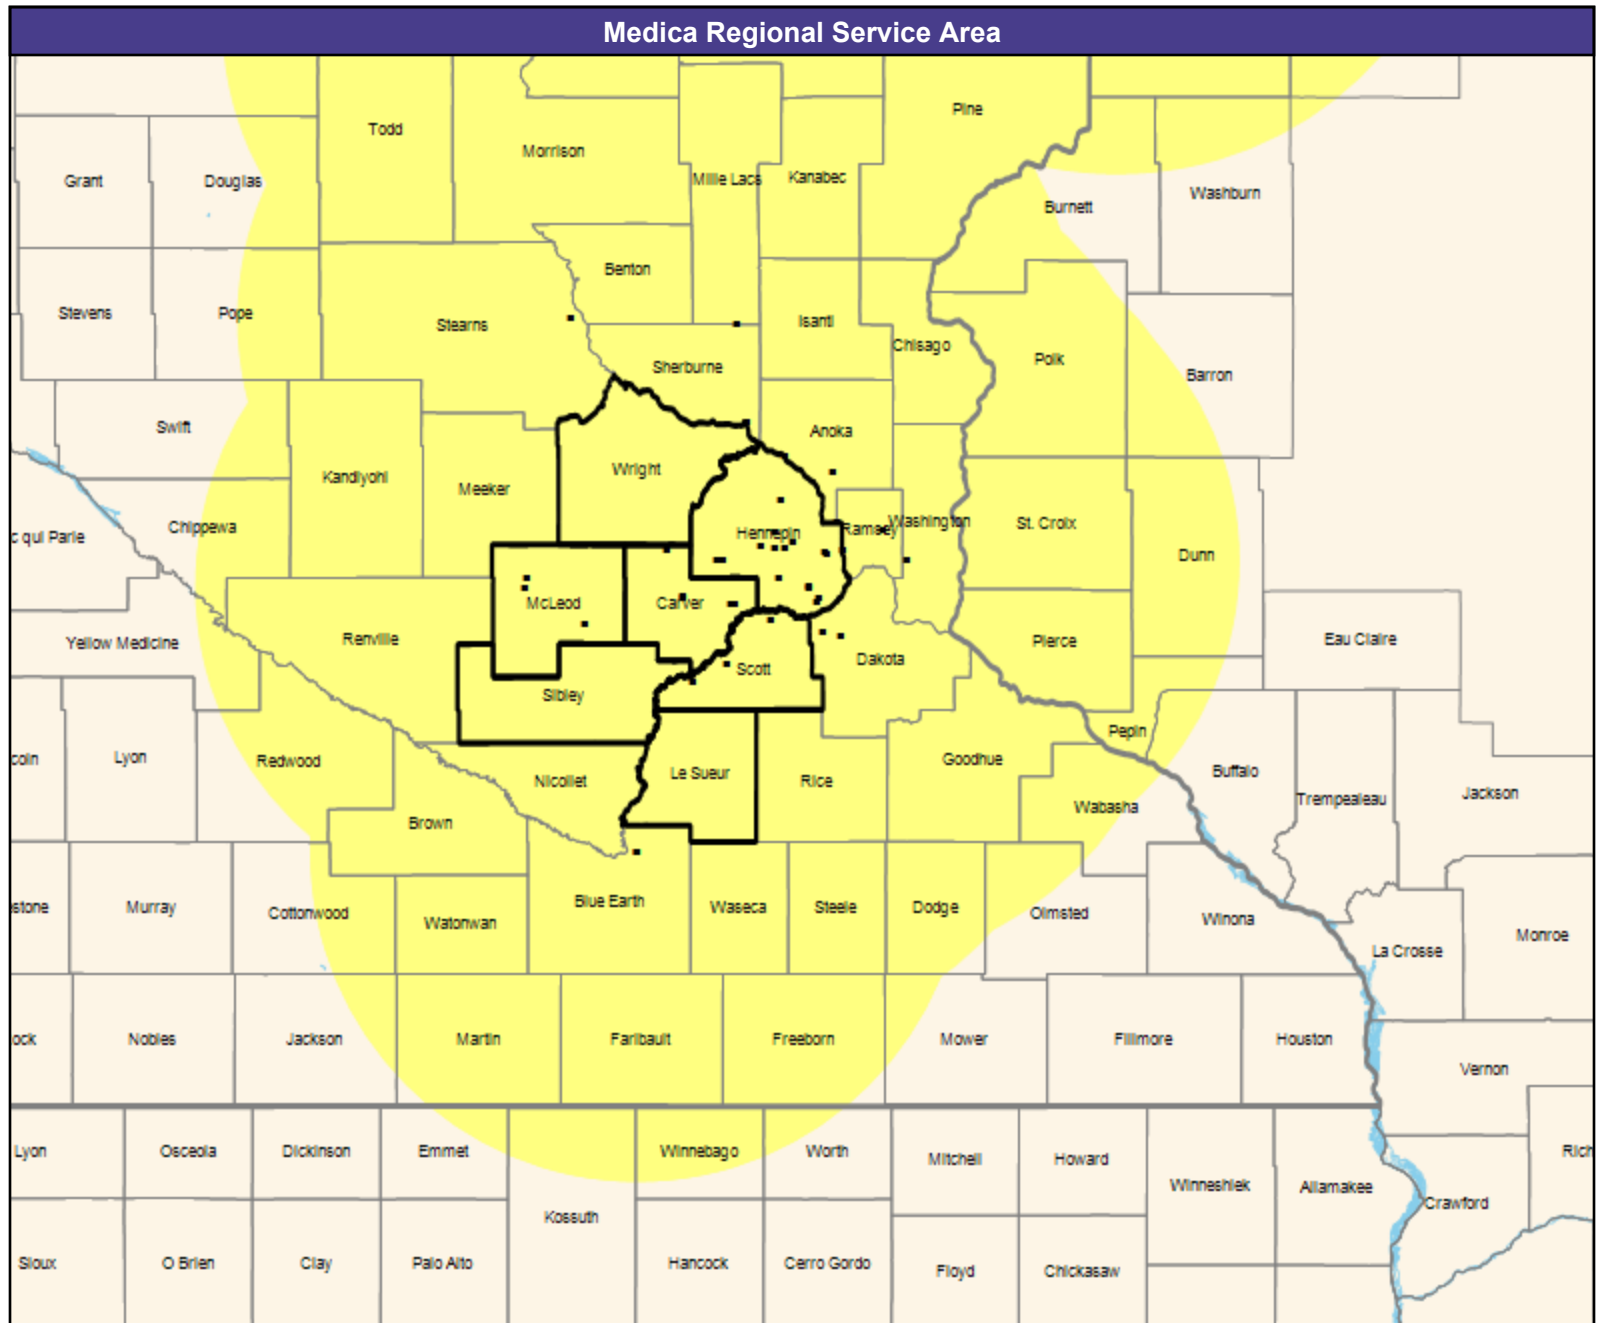 Medica Regional Service Area
Pine
Todd
Morrison
Mille Lacs
Kanabec
Grant
Douglas
Burnett
Washburn
Benton
Stevens
Pope
Stearns
Isanti
Chisago
Sherburne
Polk
Barron
Swift
Anoka
Kandiyohi
Wright
Meeker
Chippewa
c qui Parle
Hennepin
Ramsey
Washington
St. Croix
Dunn
McLeod
Carver
Yellow Medicine
Renville
Pierce
Eau Claire
Scott
Dakota
Sibley
coln
Lyon
Redwood
Nicollet
Le Sueur
Rice
Goodhue
Pepin
Buffalo
Trempealeau
Jackson
Brown
Wabasha
stone
Murray
Cottonwood
Watonwan
Blue Earth
Waseca
Steele
Dodge
Olmsted
Winona
La Crosse
Monroe
ock
Nobles
Jackson
Martin
Faribault
Freeborn
Mower
Fillmore
Houston
Vernon
Lyon
Osceola
Dickinson
Emmet
Winnebago
Worth
Mitchell
Howard
Rich
Winneshiek
Allamakee
Crawford
Kossuth
Sioux
O Brien
Clay
Palo Alto
Hancock
Cerro Gordo
Floyd
Chickasaw